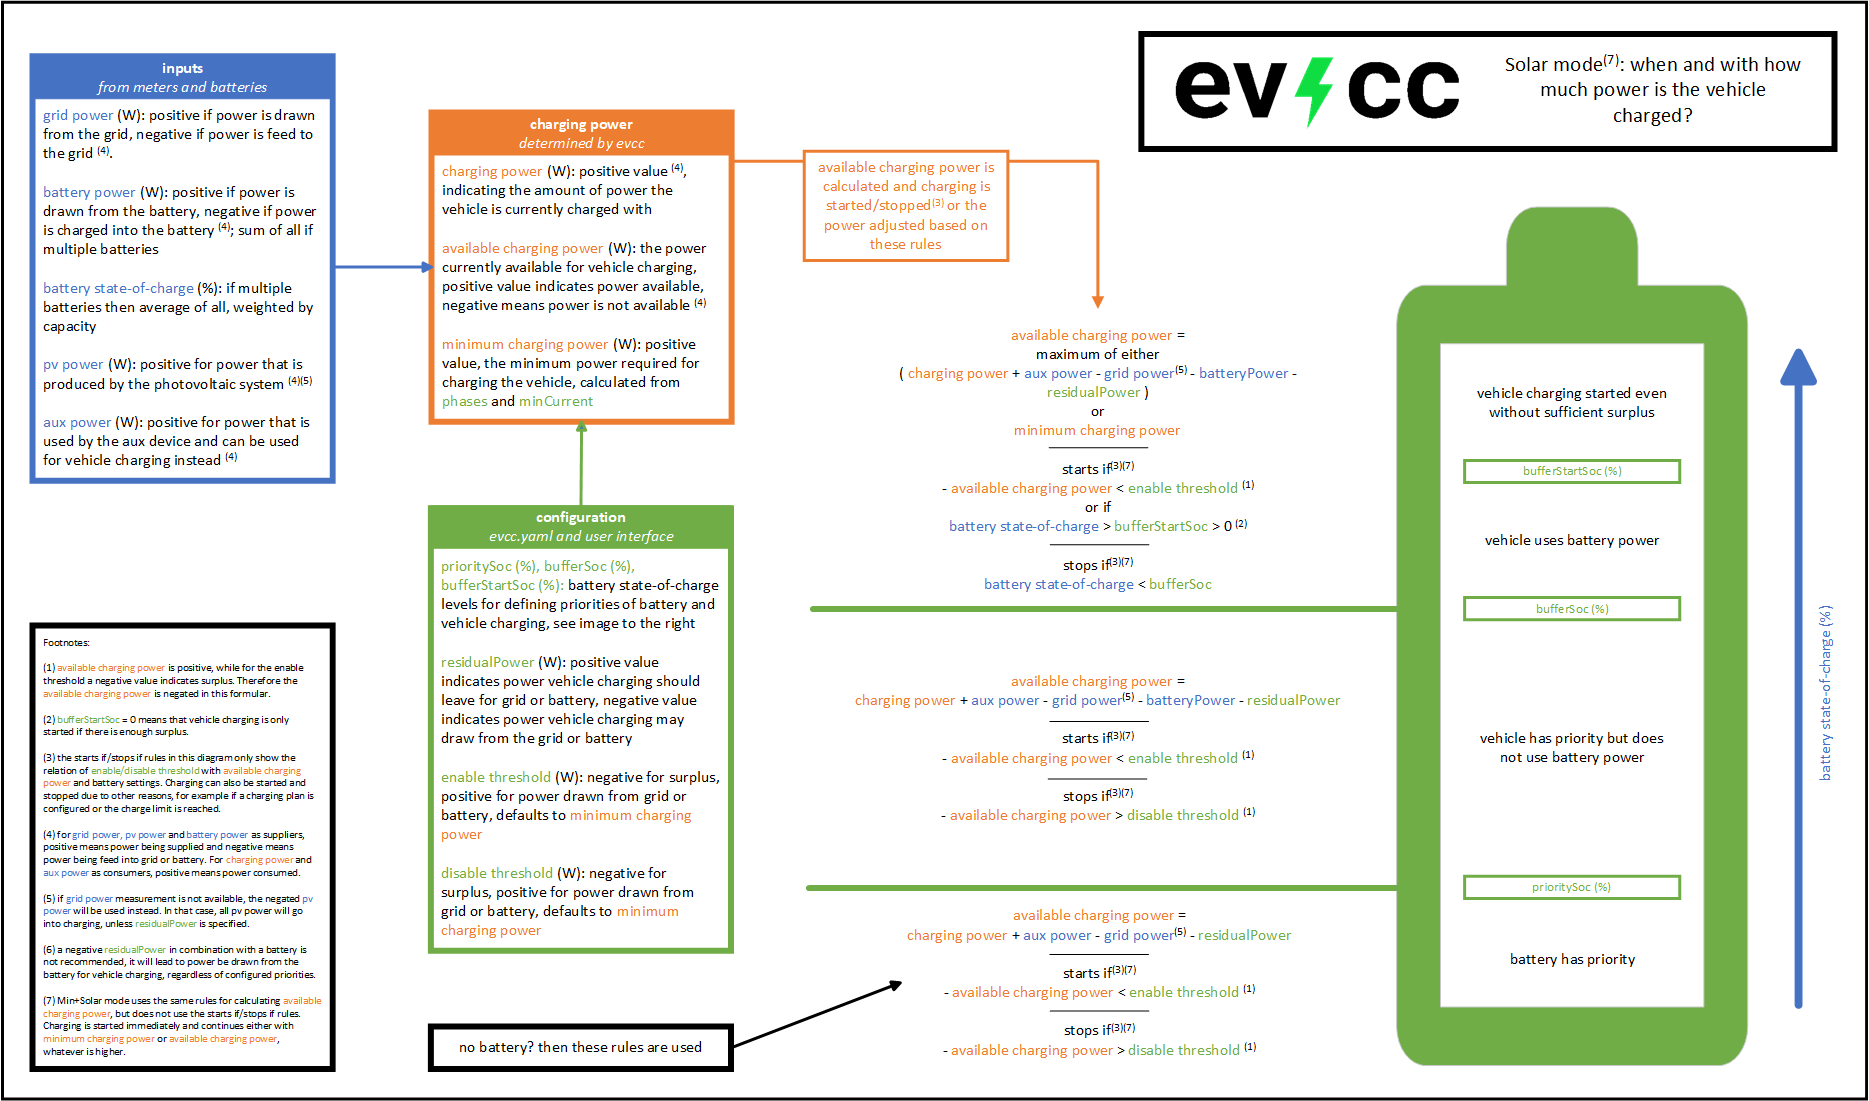 inputs
from meters and batteries
grid power (W): positive if power is drawn
from the grid, negative if power is feed to
the grid (4).
battery power (W): positive if power is
drawn from the battery, negative if power
is charged into the battery (4); sum of all if
multiple batteries
battery state-of-charge (%): if multiple
batteries then average of all, weighted by
capacity
pv power (W): positive for power that is
produced by the photovoltaic system (4)(5)
aux power (W): positive for power that is
used by the aux device and can be used
for vehicle charging instead (4)
charging power
determined by evcc
charging power (W): positive value (4),
indicating the amount of power the
vehicle is currently charged with
available charging power (W): the power
currently available for vehicle charging,
positive value indicates power available,
negative means power is not available (4)
minimum charging power (W): positive
value, the minimum power required for
charging the vehicle, calculated from
phases and minCurrent
configuration
evcc.yaml and user interface
prioritySoc (%), bufferSoc (%),
bufferStartSoc (%): battery state-of-charge
levels for defining priorities of battery and
vehicle charging, see image to the right
residualPower (W): positive value
indicates power vehicle charging should
leave for grid or battery, negative value
indicates power vehicle charging may
draw from the grid or battery
enable threshold (W): negative for surplus,
positive for power drawn from grid or
battery, defaults to minimum charging
power
disable threshold (W): negative for
surplus, positive for power drawn from
grid or battery, defaults to minimum
charging power
no battery? then these rules are used
Footnotes:
(1) available charging power is positive, while for the enable
threshold a negative value indicates surplus. Therefore the
available charging power is negated in this formular.
(2) bufferStartSoc = 0 means that vehicle charging is only
started if there is enough surplus.
(3) the starts if/stops if rules in this diagram only show the
relation of enable/disable threshold with available charging
power and battery settings. Charging can also be started and
stopped due to other reasons, for example if a charging plan is
configured or the charge limit is reached.
(4) for grid power, pv power and battery power as suppliers,
positive means power being supplied and negative means
power being feed into grid or battery. For charging power and
aux power as consumers, positive means power consumed.
(5) if grid power measurement is not available, the negated pv
power will be used instead. In that case, all pv power will go
into charging, unless residualPower is specified.
(6) a negative residualPower in combination with a battery is
not recommended, it will lead to power be drawn from the
battery for vehicle charging, regardless of configured priorities.
(7) Min+Solar mode uses the same rules for calculating available
charging power, but does not use the starts if/stops if rules.
Charging is started immediately and continues either with
minimum charging power or available charging power,
whatever is higher.
available charging power is
calculated and charging is
started/stopped(3) or the
power adjusted based on
these rules
evcc
Solar mode(7): when and with how
much power is the vehicle
charged?
available charging power =
maximum of either
( charging power + aux power - grid power(5) - batteryPower -
residualPower )
or
minimum charging power
starts if(3)(7)
- available charging power < enable threshold (1)
or if
battery state-of-charge > bufferStartSoc > 0 (2)
stops if(3)(7)
battery state-of-charge < bufferSoc
available charging power =
charging power + aux power - grid power(5) - batteryPower - residualPower
starts if(3)(7)
- available charging power < enable threshold (1)
stops if(3)(7)
- available charging power > disable threshold (1)
available charging power =
charging power + aux power - grid power(5) - residualPower
starts if(3)(7)
- available charging power < enable threshold (1)
stops if(3)(7)
- available charging power > disable threshold (1)
vehicle charging started even
without sufficient surplus
bufferStartSoc (%)
vehicle uses battery power
bufferSoc (%)
vehicle has priority but does
not use battery power
prioritySoc (%)
battery has priority
battery state-of-charge (%)